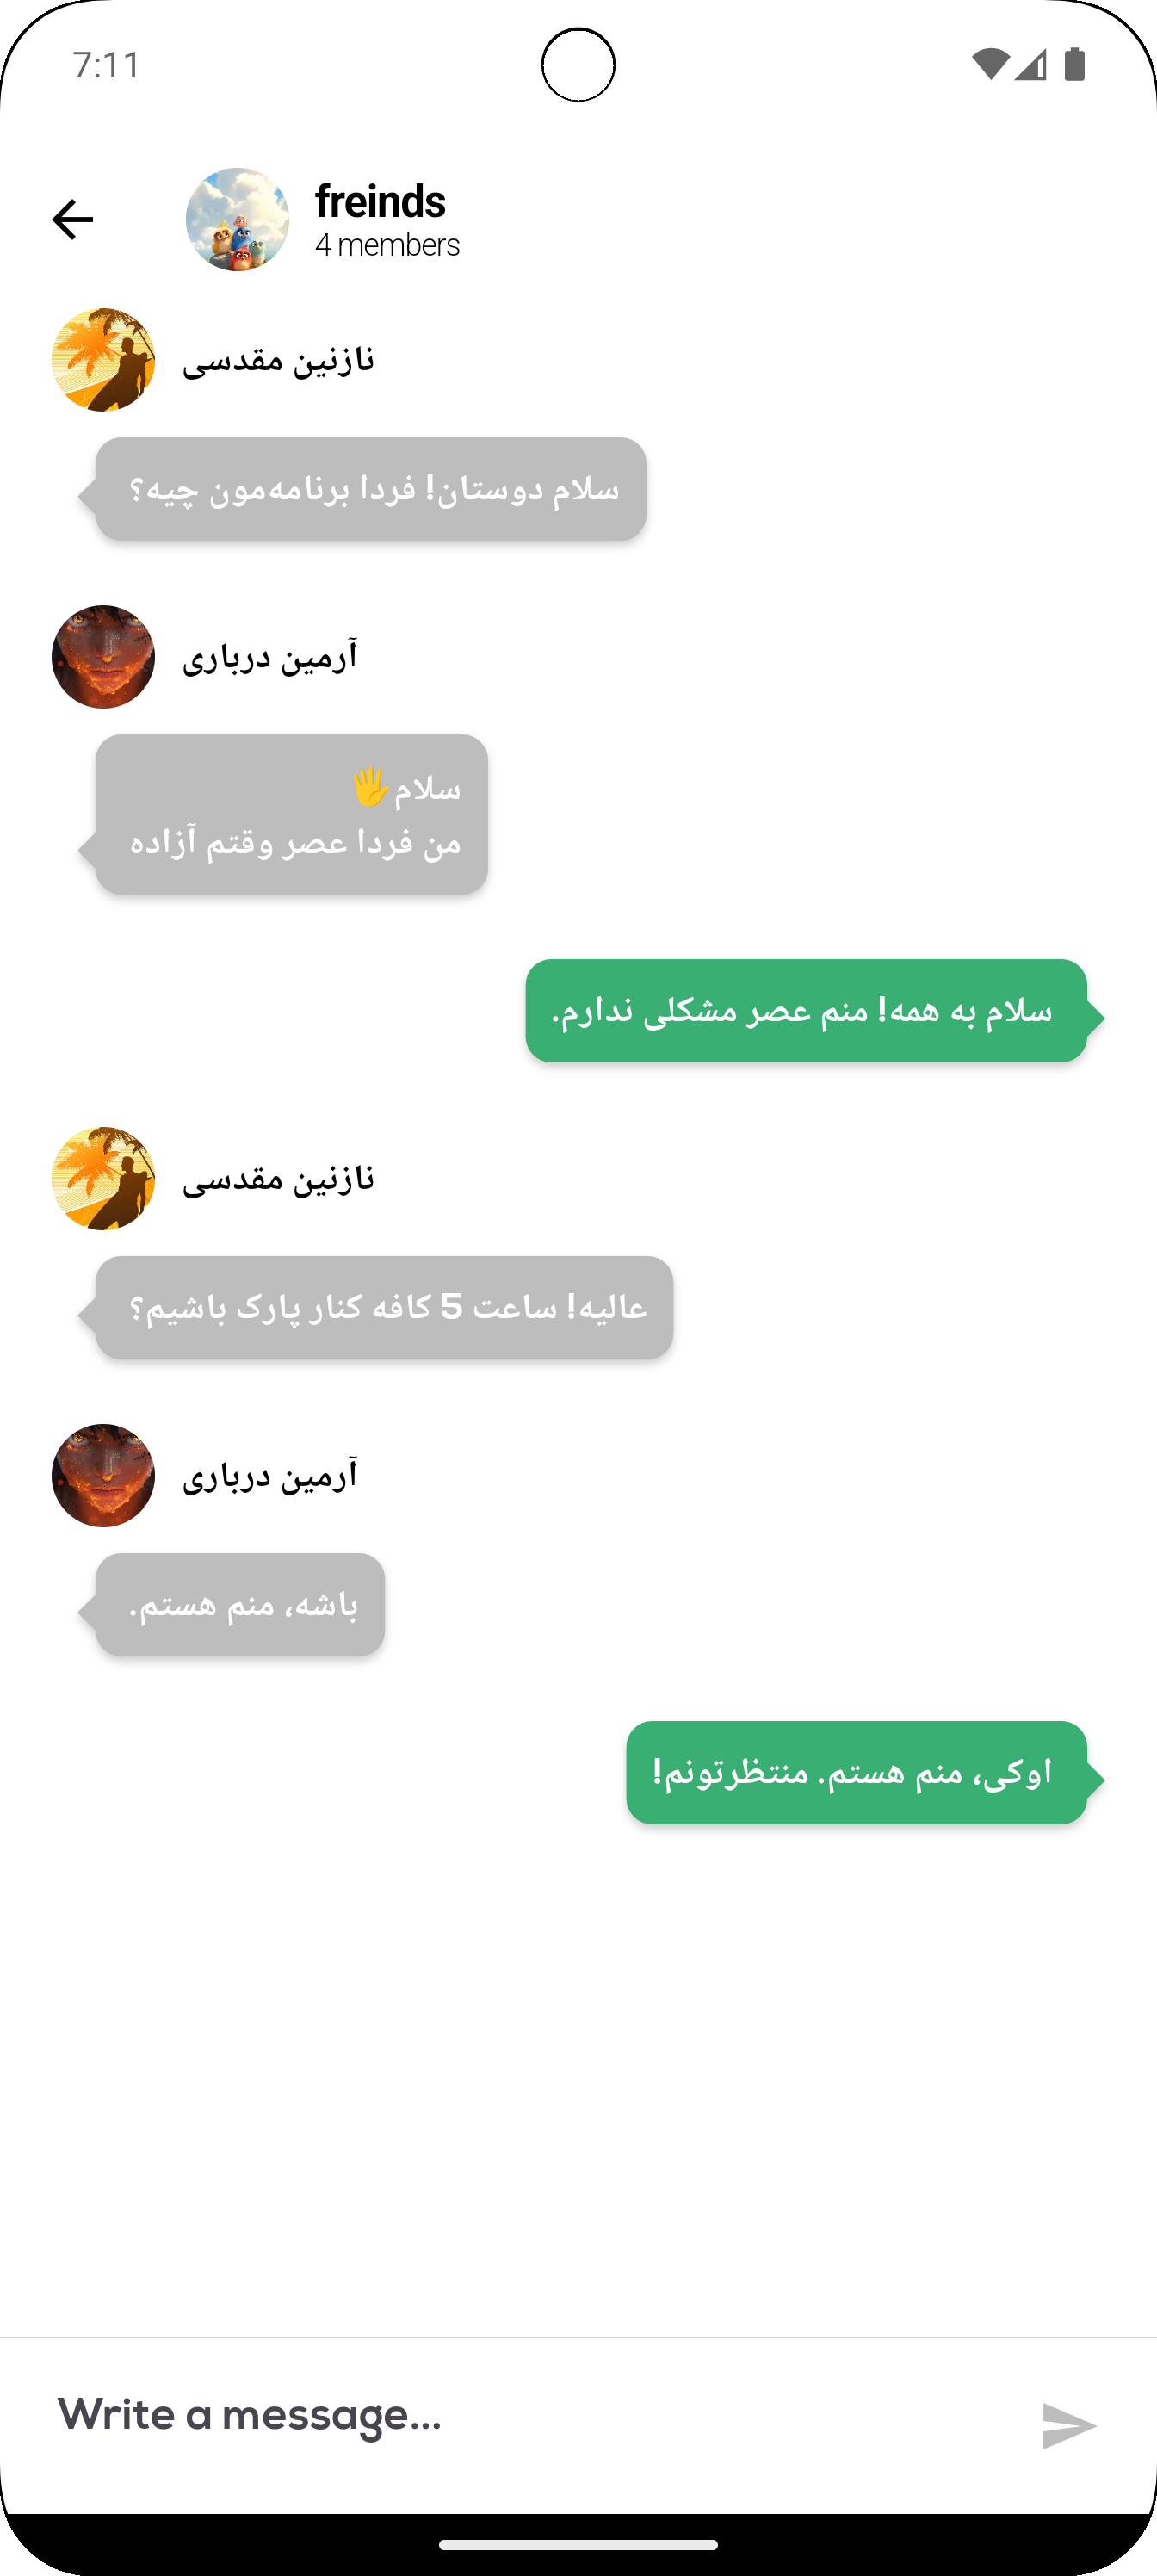 7:11
freinds
4 members
نازنین مقدسی
سلام دوستان! فردا برنامه‌مون چیه؟
آرمین درباری
سلام🖐
من فردا عصر وقتم آزاده
سلام به همه! منم عصر مشکلی ندارم.
نازنین مقدسی
عالیه! ساعت 5 کافه کنار پارک باشیم؟
آرمین درباری
باشه، منم هستم.
اوکی، منم هستم. منتظرتونم!
Write a message...